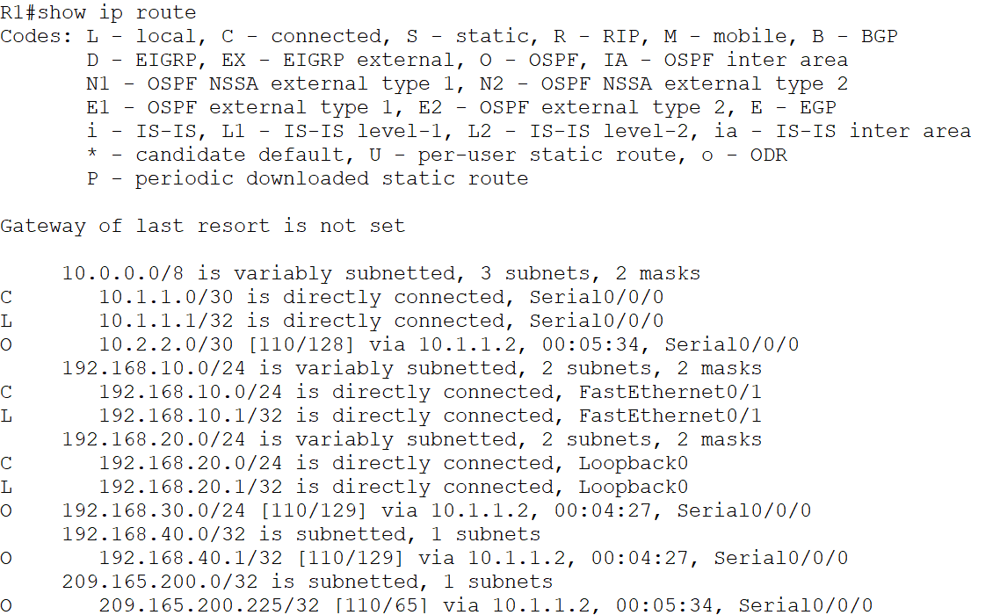 R1#show ip route
Codes: L - local, C - connected, S - static, R - RIP, M - mobile, B - BGP
       D - EIGRP, EX - EIGRP external, O - OSPF, IA - OSPF inter area
       N1 - OSPF NSSA external type 1, N2 - OSPF NSSA external type 2
       E1 - OSPF external type 1, E2 - OSPF external type 2, E - EGP
       i - IS-IS, L1 - IS-IS level-1, L2 - IS-IS level-2, ia - IS-IS inter area
       * - candidate default, U - per-user static route, o - ODR
       P - periodic downloaded static route

Gateway of last resort is not set

     10.0.0.0/8 is variably subnetted, 3 subnets, 2 masks
C       10.1.1.0/30 is directly connected, Serial0/0/0
L       10.1.1.1/32 is directly connected, Serial0/0/0
O       10.2.2.0/30 [110/128] via 10.1.1.2, 00:05:34, Serial0/0/0
     192.168.10.0/24 is variably subnetted, 2 subnets, 2 masks
C       192.168.10.0/24 is directly connected, FastEthernet0/1
L       192.168.10.1/32 is directly connected, FastEthernet0/1
     192.168.20.0/24 is variably subnetted, 2 subnets, 2 masks
C       192.168.20.0/24 is directly connected, Loopback0
L       192.168.20.1/32 is directly connected, Loopback0
O    192.168.30.0/24 [110/129] via 10.1.1.2, 00:04:27, Serial0/0/0
     192.168.40.0/32 is subnetted, 1 subnets
O       192.168.40.1/32 [110/129] via 10.1.1.2, 00:04:27, Serial0/0/0
     209.165.200.0/32 is subnetted, 1 subnets
O       209.165.200.225/32 [110/65] via 10.1.1.2, 00:05:34, Serial0/0/0